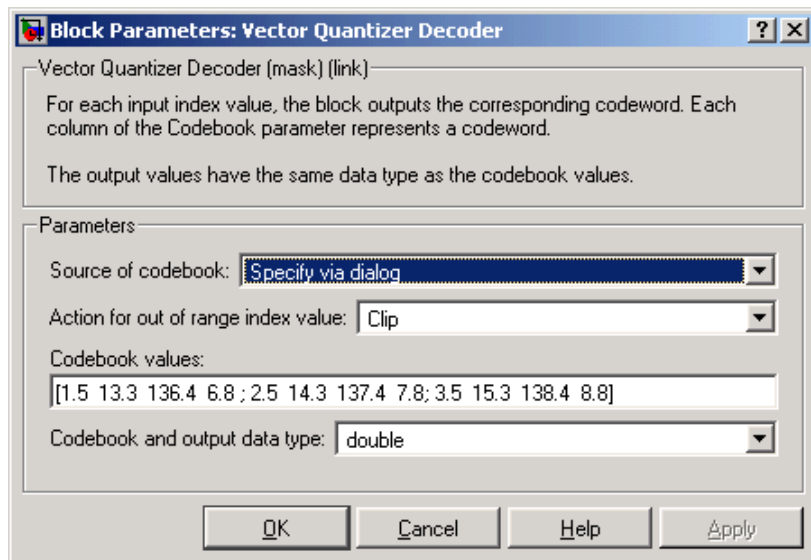 Block Parameters: Vector Quantizer Decoder
Vector Quantizer Decoder (mask) (link)
For each input index value, the block outputs the corresponding codeword. Each
column of the Codebook parameter represents a codeword.
The output values have the same data type as the codebook values.
Parameters
Source of codebook: Specify via dialog
Action for out of range index value: Clip
Codebook values:
[1.5 13.3 136.4 6.8 ; 2.5 14.3 137.4 7.8; 3.5 15.3 138.4 8.8]
Codebook and output data type: double
OK Cancel Help Apply